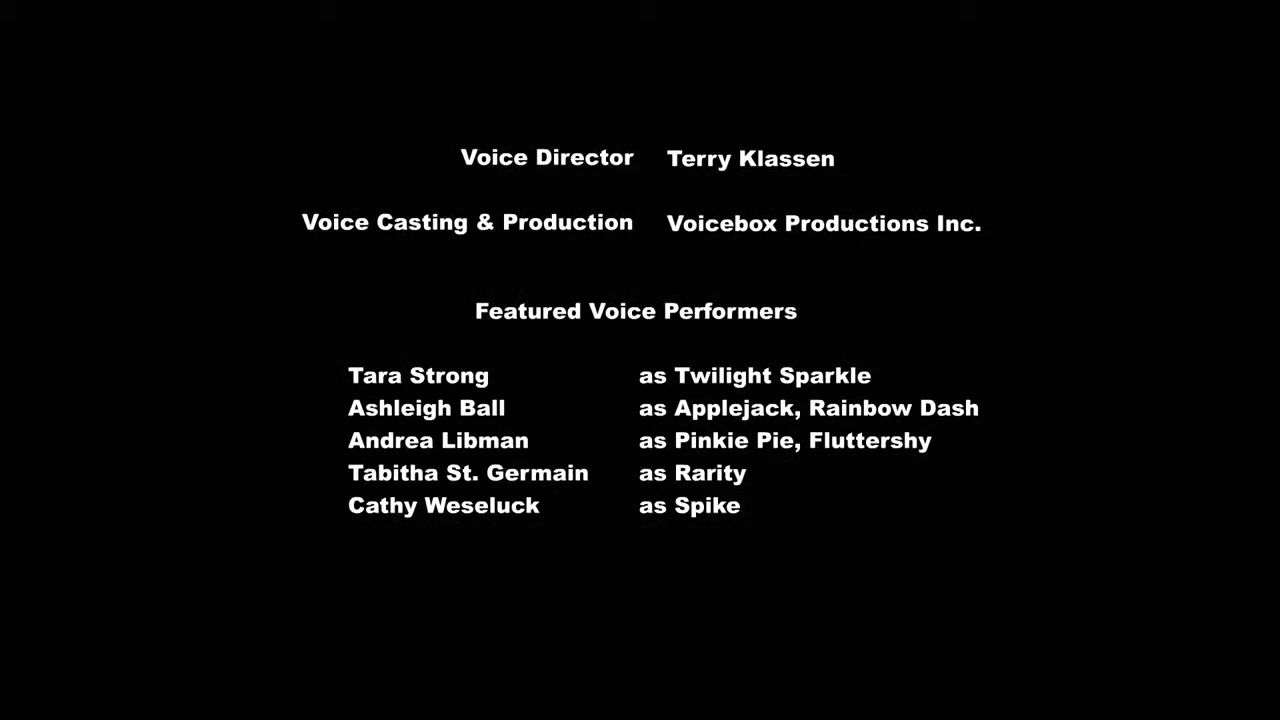 Voice Director Terry Klassen
Voice Casting & Production Voicebox Productions Inc.
Featured Voice Performers
Tara Strong as Twilight Sparkle
Ashleigh Ball as Applejack, Rainbow Dash
Andrea Libman as Pinkie Pie, Fluttershy
Tabitha St. Germain as Rarity
Cathy Weseluck as Spike